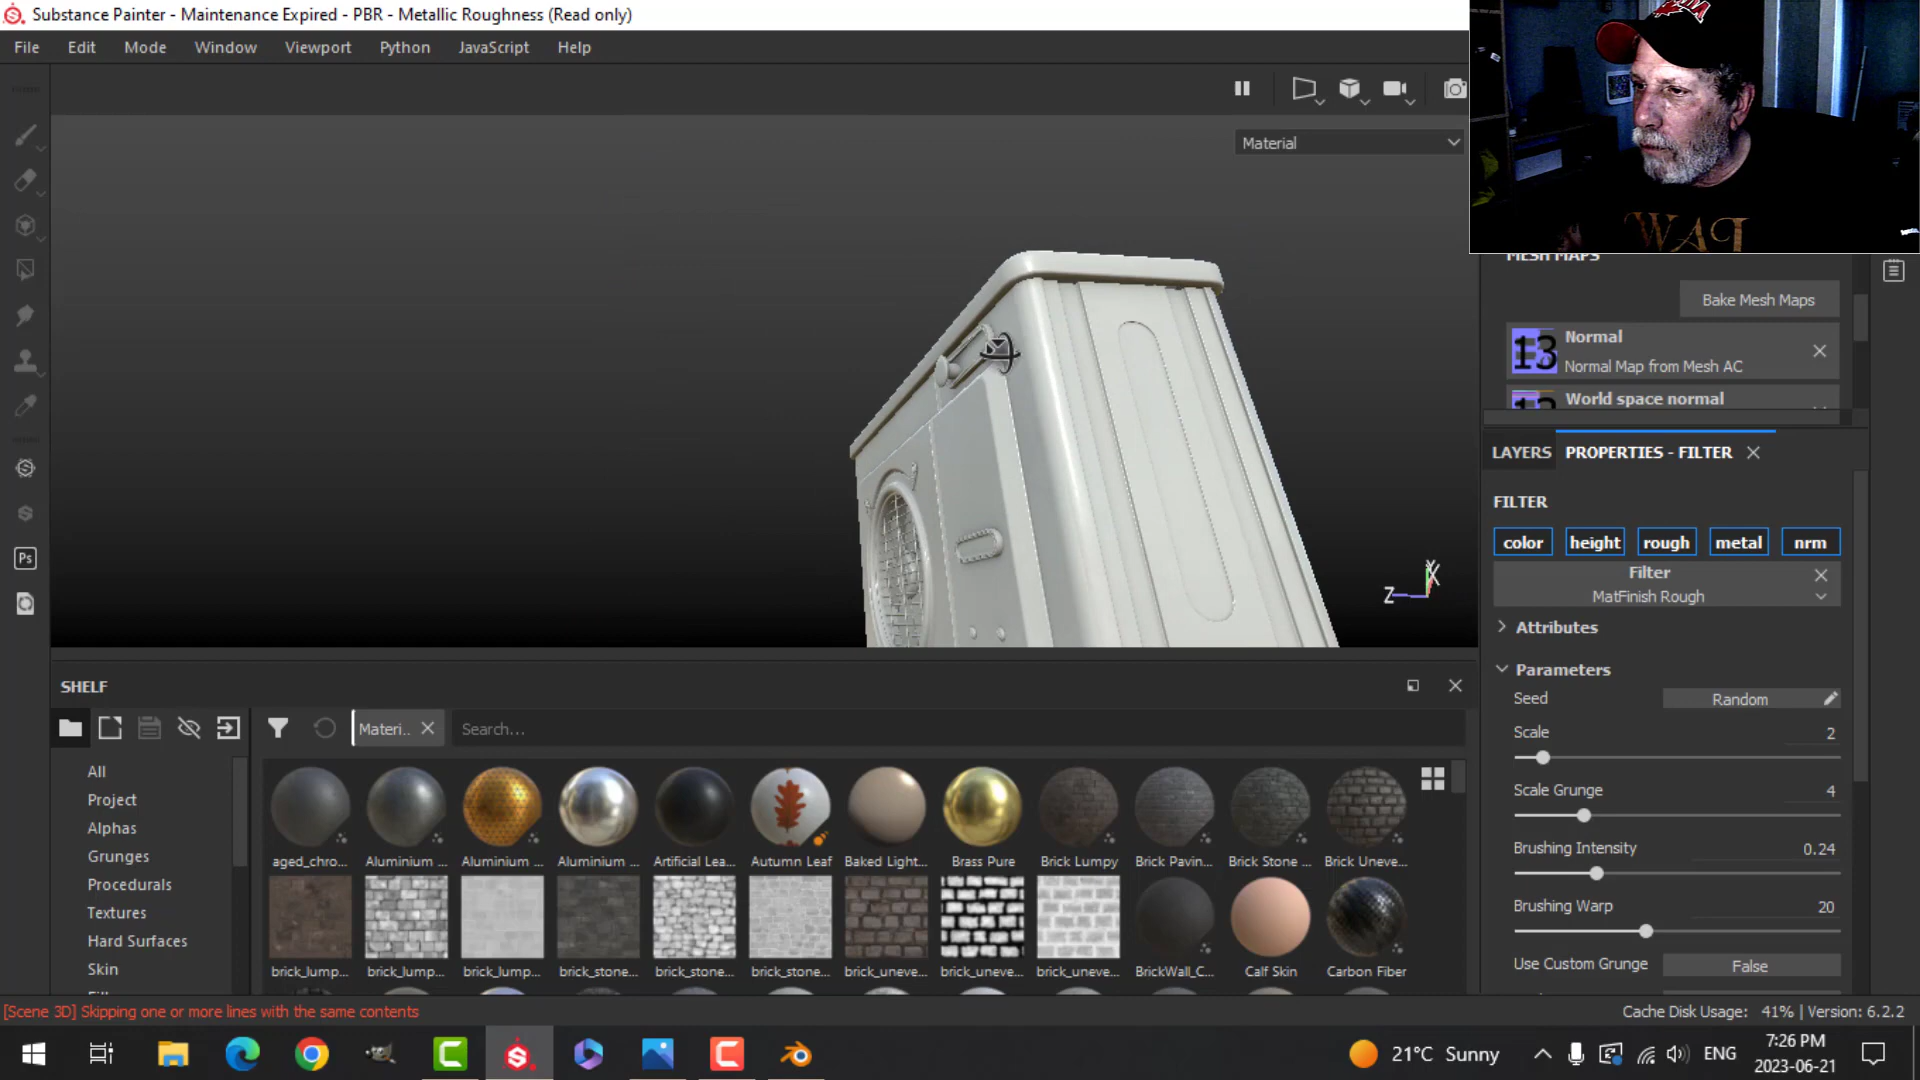 Substance Painter - Maintenance Expired - PBR - Metallic Roughness (Read only)
File Edit Mode Window Viewport Python JavaScript Help
Material
WAT
MESH MAPS
Bake Mesh Maps
Normal
Normal Map from Mesh AC
World space normal
LAYERS PROPERTIES - FILTER
FILTER
color height rough metal nrm
Filter
MatFinish Rough
Attributes
Parameters
Seed Random
Scale 2
Scale Grunge 4
Brushing Intensity 0.24
Brushing Warp 20
Use Custom Grunge False
Z Y X
Ps
SHELF
Materi.. Search...
All
Project
Alphas
Grunges
Procedurals
Textures
Hard Surfaces
Skin
aged_chro... Aluminium ... Aluminium ... Aluminium ... Artificial Lea... Autumn Leaf Baked Light... Brass Pure Brick Lumpy Brick Pavin... Brick Stone ... Brick Uneve...
brick_lump... brick_lump... brick_lump... brick_stone... brick_stone... brick_stone... brick_uneve... brick_uneve... brick_uneve... BrickWall_C... Calf Skin Carbon Fiber
[Scene 3D] Skipping one or more lines with the same contents
Cache Disk Usage: 41% | Version: 6.2.2
21°C Sunny ENG 7:26 PM
2023-06-21